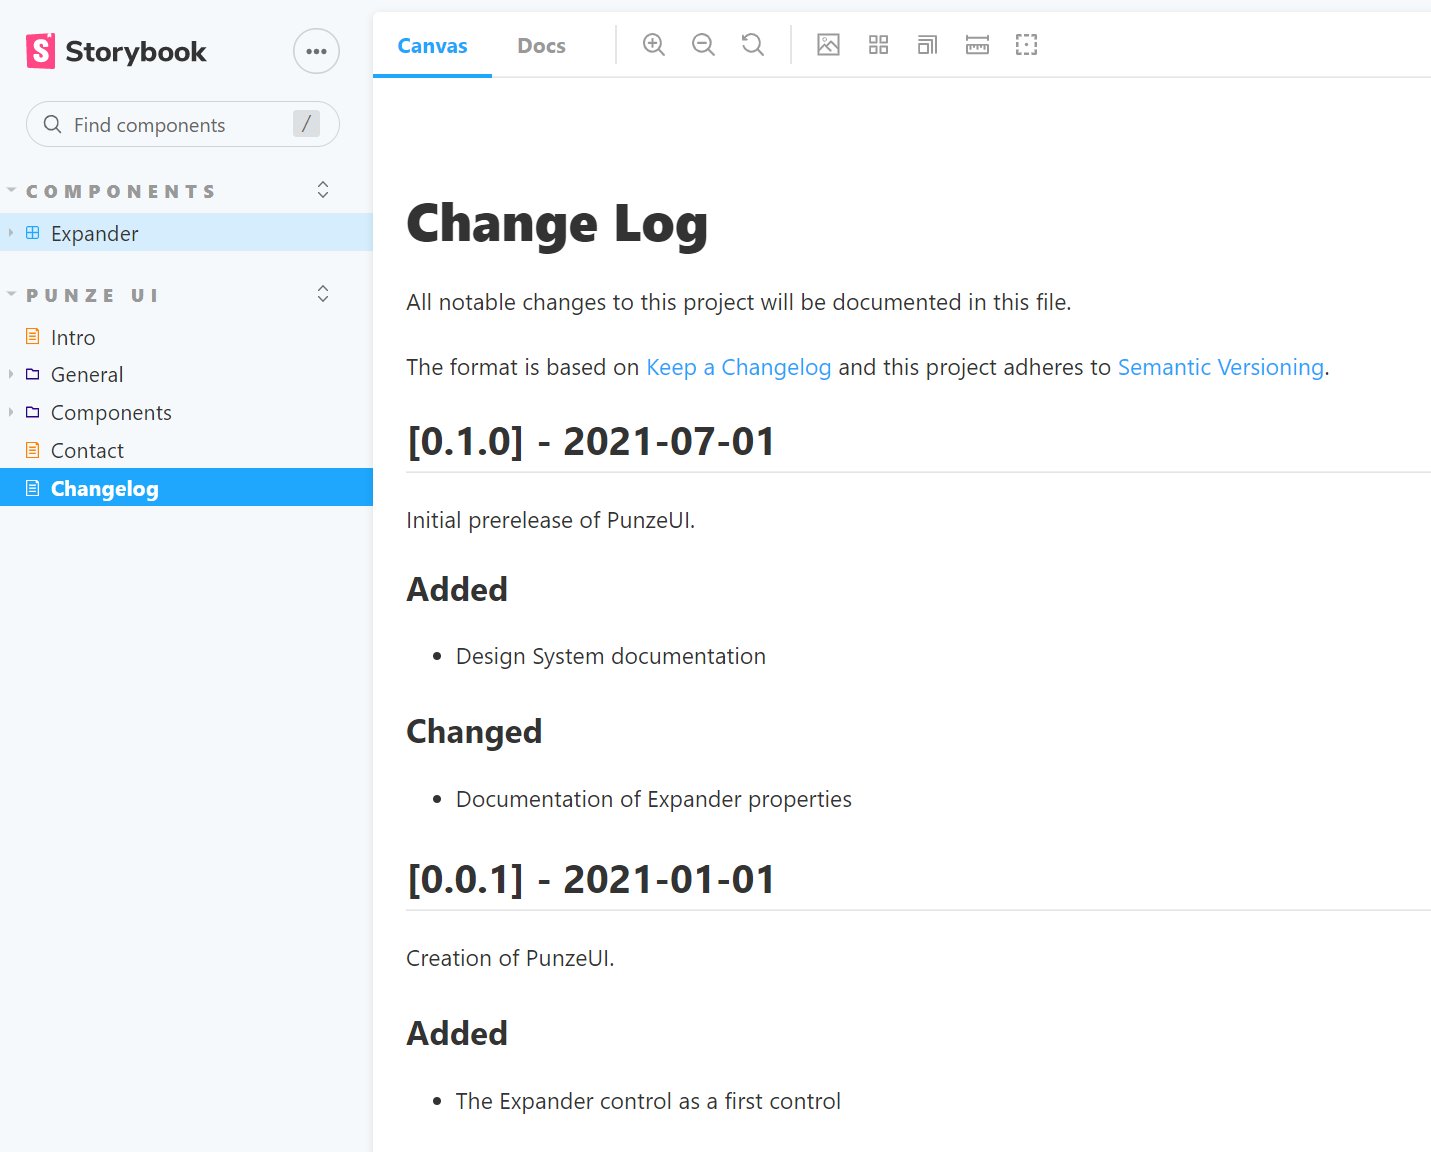 Storybook
Find components /
COMPONENTS
Expander
PUNZE UI
Intro
General
Components
Contact
Changelog
Canvas Docs
Change Log
All notable changes to this project will be documented in this file.
The format is based on Keep a Changelog and this project adheres to Semantic Versioning.
[0.1.0] - 2021-07-01
Initial prerelease of PunzeUI.
Added
• Design System documentation
Changed
• Documentation of Expander properties
[0.0.1] - 2021-01-01
Creation of PunzeUI.
Added
• The Expander control as a first control